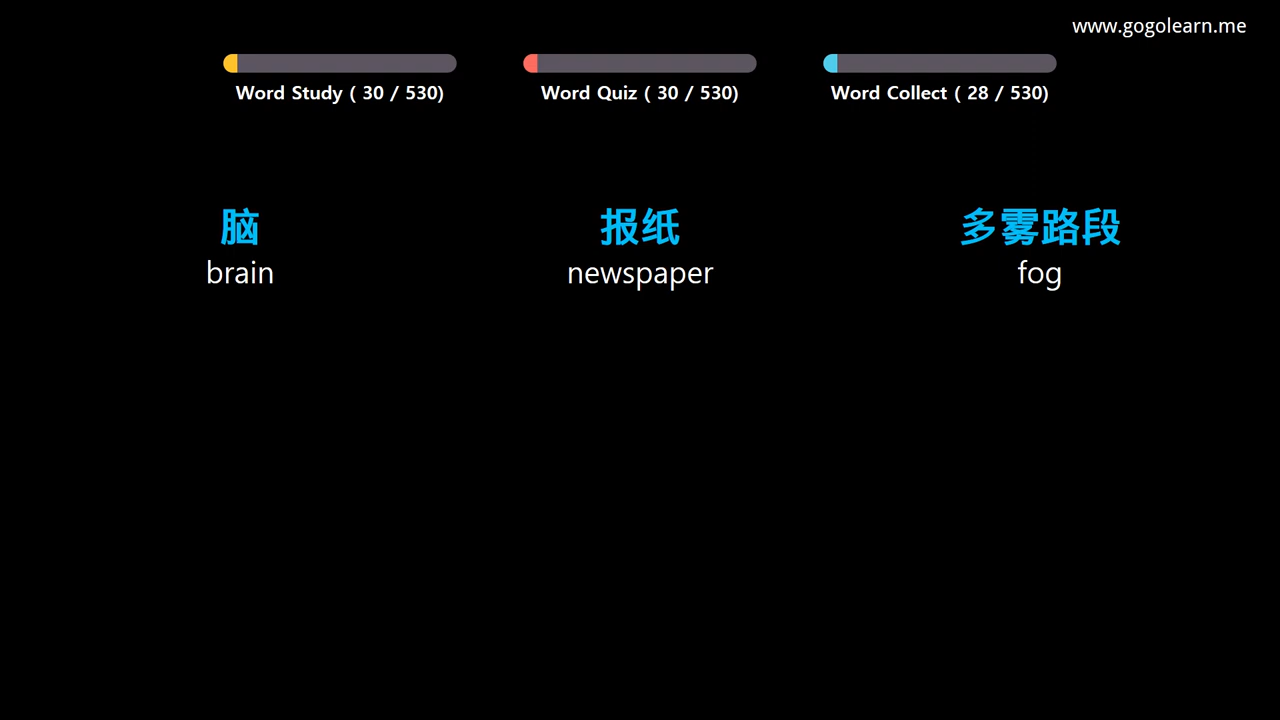 www.gogolearn.me
Word Study ( 30 / 530)
Word Quiz ( 30 / 530)
Word Collect ( 28 / 530)
脑
brain
报纸
newspaper
多雾路段
fog